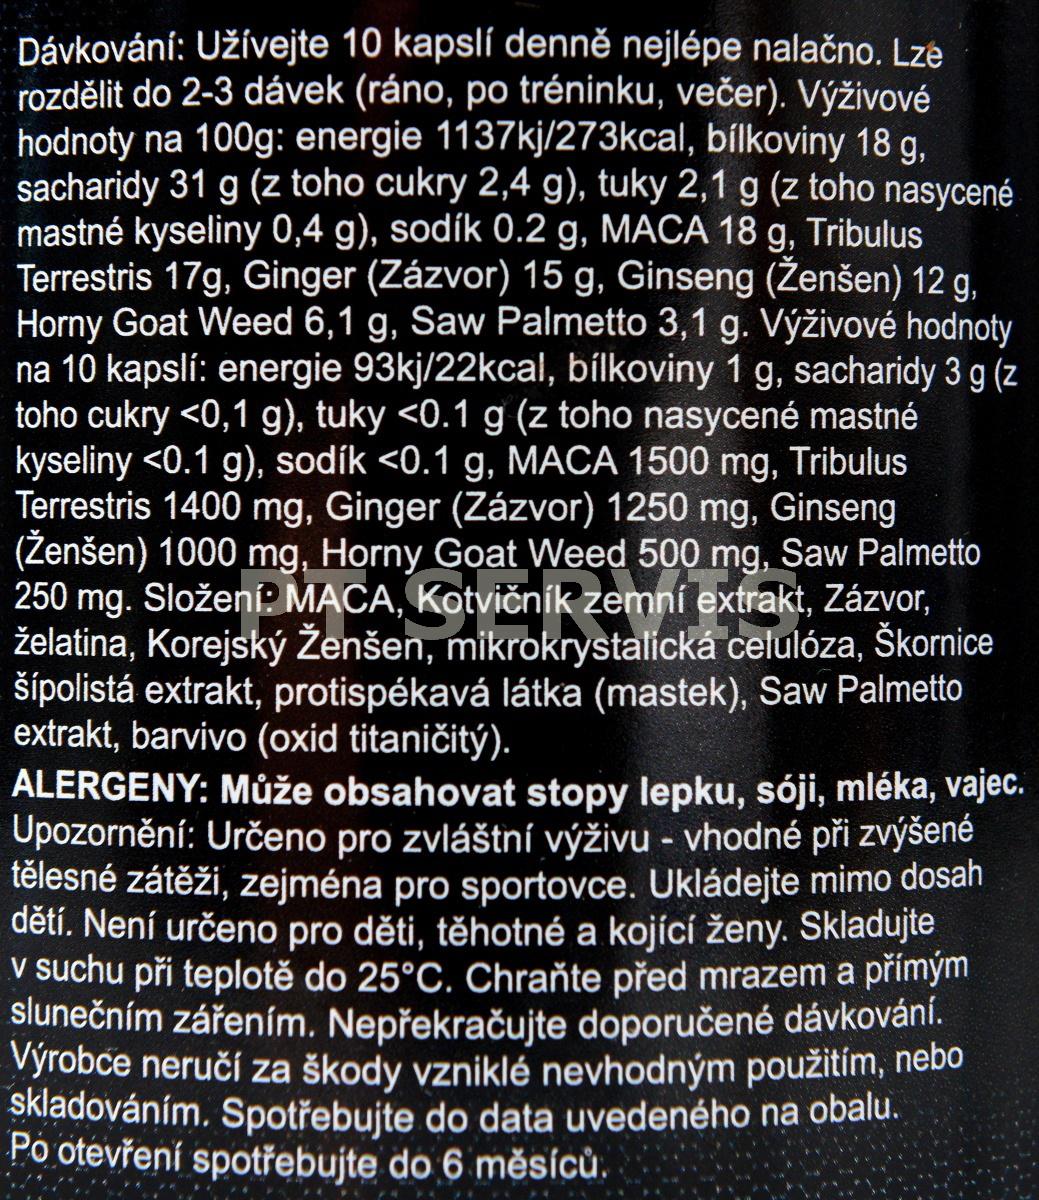 Dávkování: Užívejte 10 kapslí denně nejlépe nalačno. Lze
rozdělit do 2-3 dávek (ráno, po tréninku, večer). Výživové
hodnoty na 100g: energie 1137kj/273kcal, bílkoviny 18 g,
sacharidy 31 g (z toho cukry 2,4 g), tuky 2,1 g (z toho nasycené
mastné kyseliny 0,4 g), sodík 0.2 g, MACA 18 g, Tribulus
Terrestris 17g, Ginger (Zázvor) 15 g, Ginseng (Ženšen) 12 g,
Horny Goat Weed 6,1 g, Saw Palmetto 3,1 g. Výživové hodnoty
na 10 kapslí: energie 93kj/22kcal, bílkoviny 1 g, sacharidy 3 g (z
toho cukry <0,1 g), tuky <0.1 g (z toho nasycené mastné
kyseliny <0.1 g), sodík <0.1 g, MACA 1500 mg, Tribulus
Terrestris 1400 mg, Ginger (Zázvor) 1250 mg, Ginseng
(Ženšen) 1000 mg, Horny Goat Weed 500 mg, Saw Palmetto
250 mg. Složení: MACA, Kotvičník zemní extrakt, Zázvor,
PT SERVIS
želatina, Korejský Ženšen, mikrokrystalická celulóza, Škornice
šípolistá extrakt, protispékavá látka (mastek), Saw Palmetto
extrakt, barvivo (oxid titaničitý).
ALERGENY: Může obsahovat stopy lepku, sóji, mléka, vajec.
Upozornění: Určeno pro zvláštní výživu - vhodné při zvýšené
tělesné zátěži, zejména pro sportovce. Ukládejte mimo dosah
dětí. Není určeno pro děti, těhotné a kojící ženy. Skladujte
v suchu při teplotě do 25°C. Chraňte před mrazem a přímým
slunečním zářením. Nepřekračujte doporučené dávkování.
Výrobce neručí za škody vzniklé nevhodným použitím, nebo
skladováním. Spotřebujte do data uvedeného na obalu.
Po otevření spotřebujte do 6 měsíců.